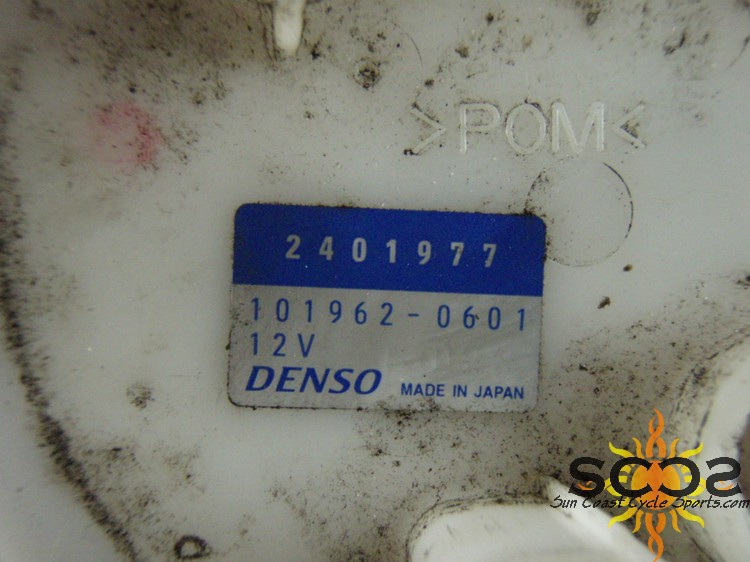 >POM<
2401977
101962-0601
12V
DENSO MADE IN JAPAN
SCCS
Sun Coast Cycle Sports.com